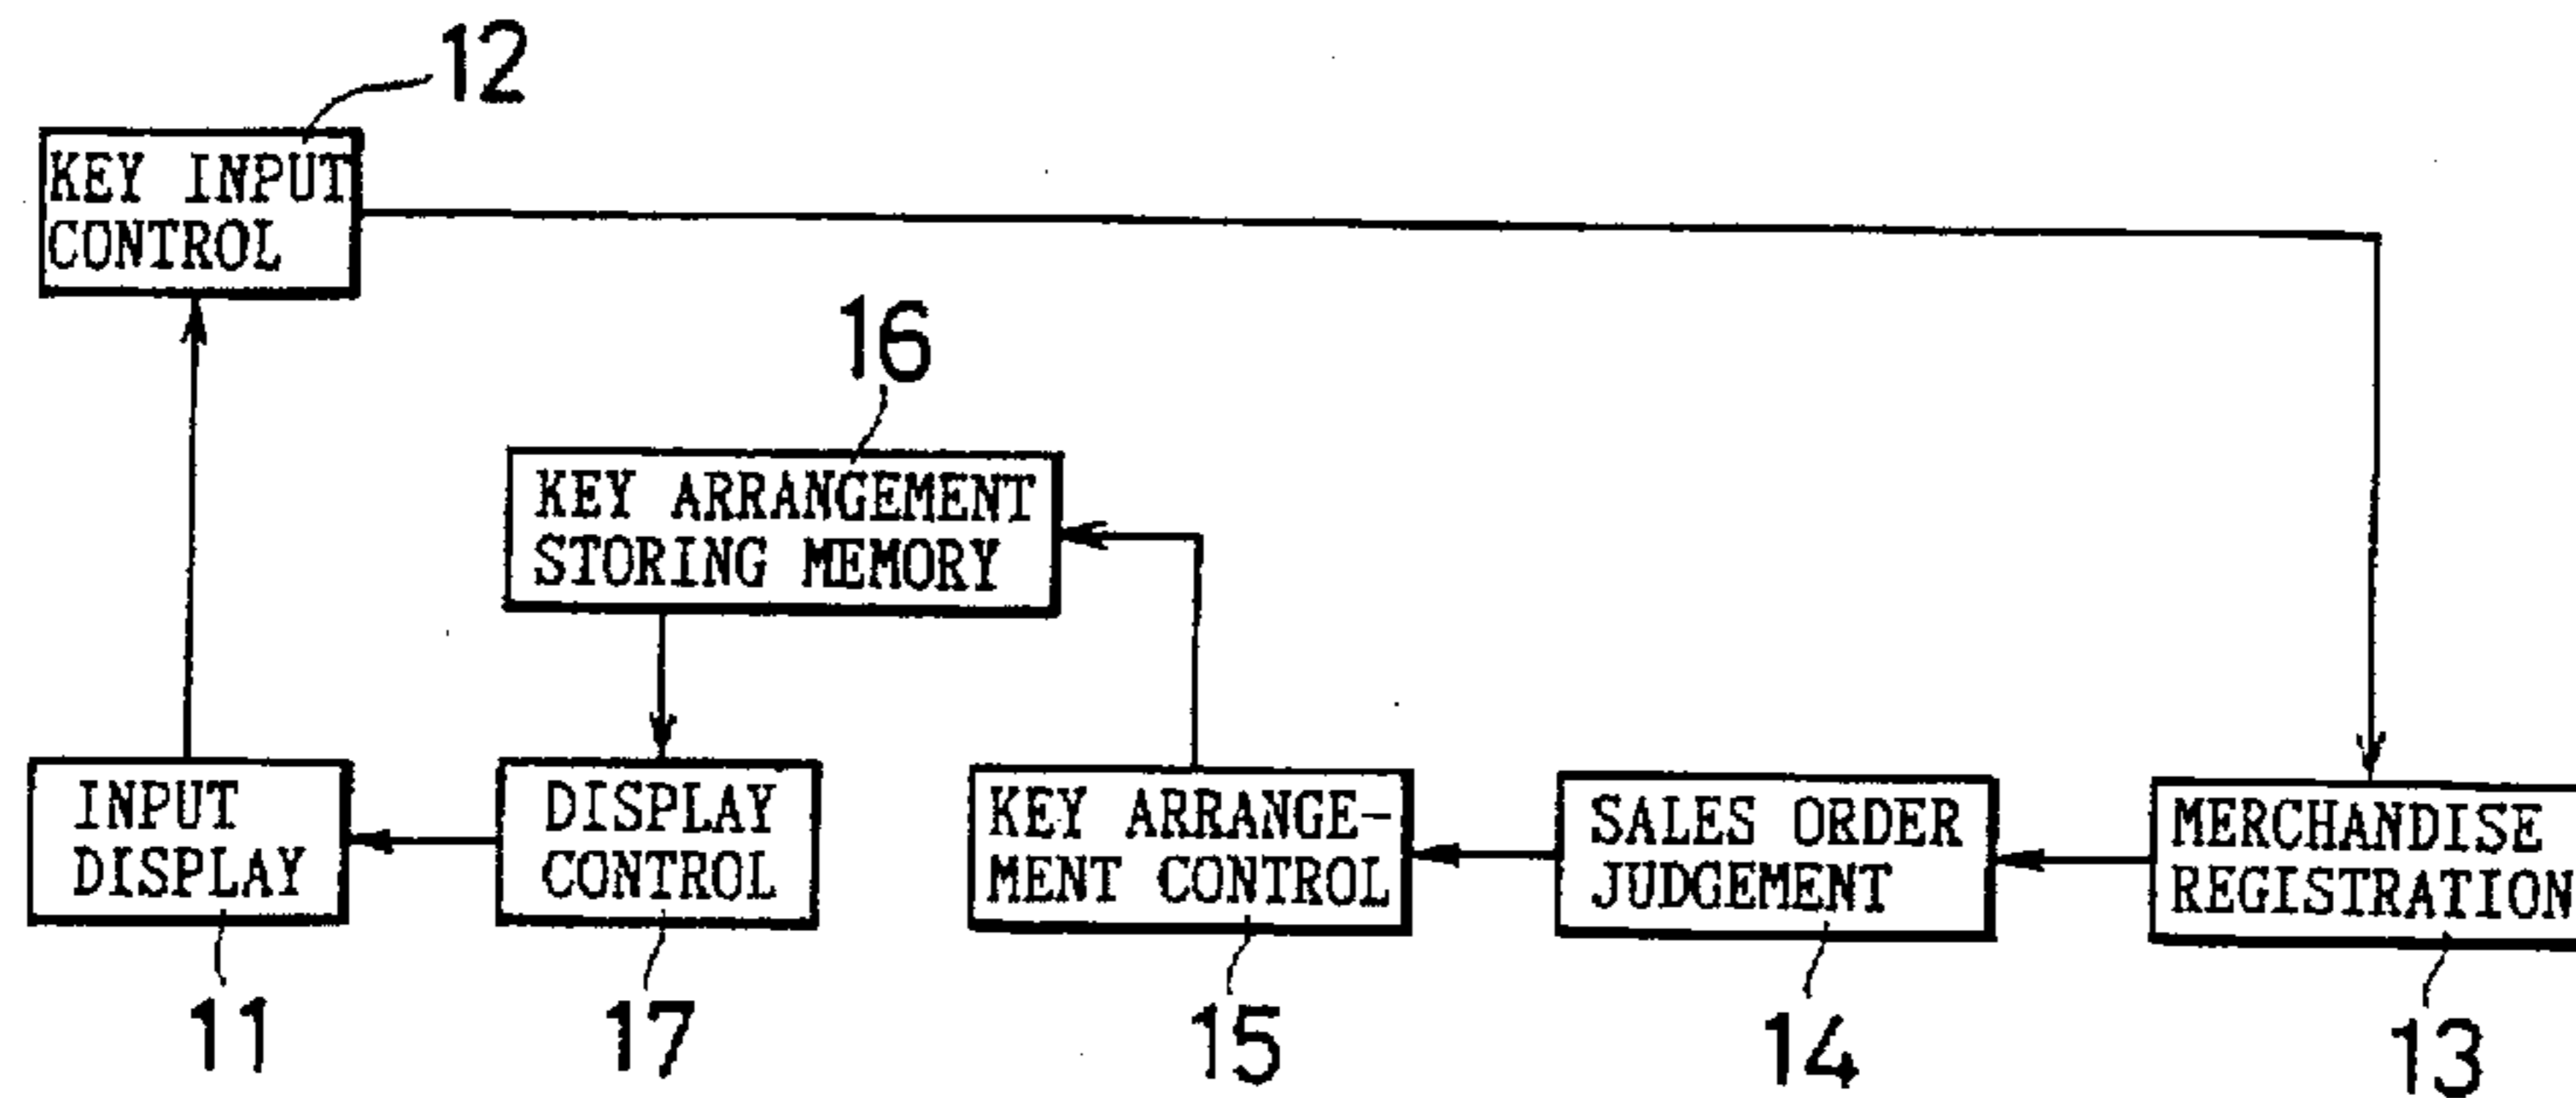 12
KEY INPUT
CONTROL
16
KEY ARRANGEMENT
STORING MEMORY
INPUT
DISPLAY
11
DISPLAY
CONTROL
17
KEY ARRANGE-
MENT CONTROL
15
SALES ORDER
JUDGEMENT
14
MERCHANDISE
REGISTRATION
13